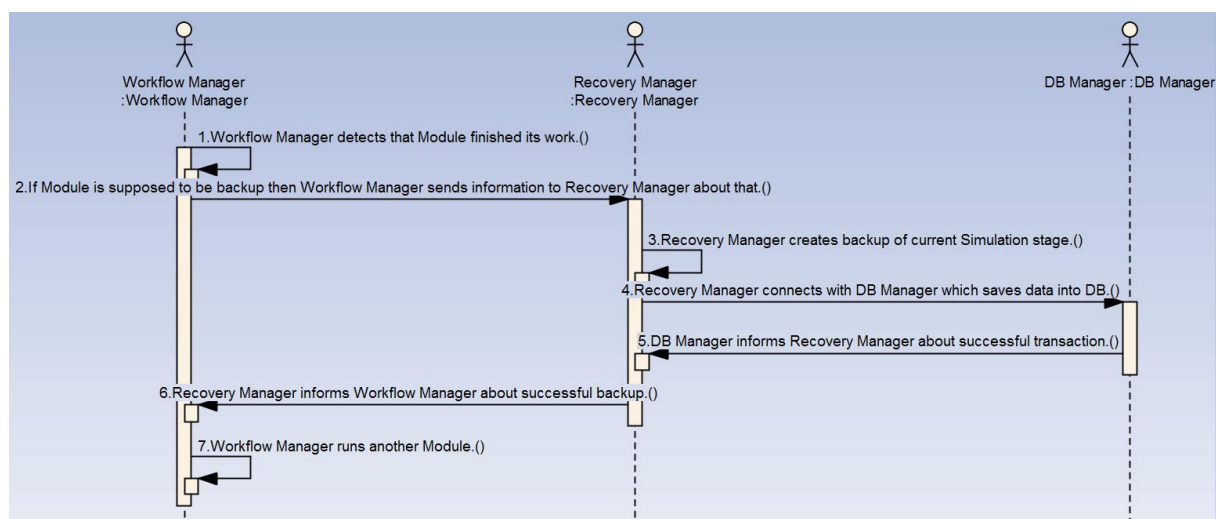 Workflow Manager
:Workflow Manager
Recovery Manager
:Recovery Manager
DB Manager :DB Manager
1.Workflow Manager detects that Module finished its work.()
2.If Module is supposed to be backup then Workflow Manager sends information to Recovery Manager about that.()
3.Recovery Manager creates backup of current Simulation stage.()
4.Recovery Manager connects with DB Manager which saves data into DB.()
5.DB Manager informs Recovery Manager about successful transaction.()
6.Recovery Manager informs Workflow Manager about successful backup.()
7.Workflow Manager runs another Module.()